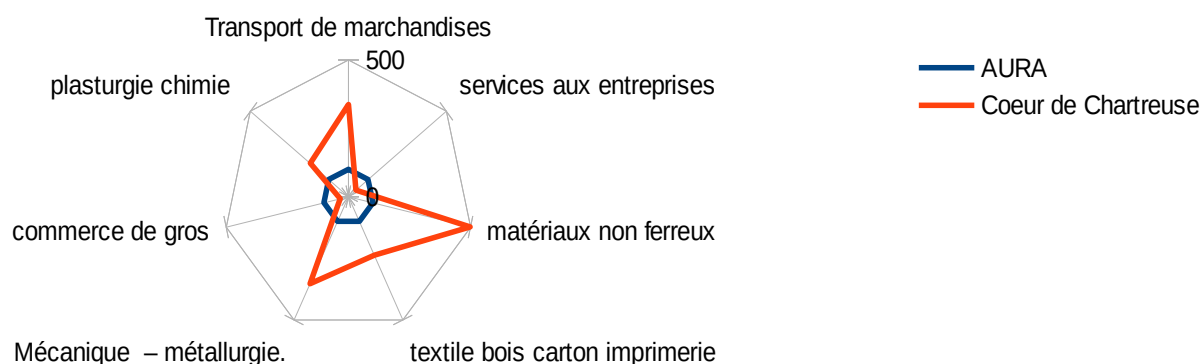 Transport de marchandises
500
plasturgie chimie
services aux entreprises
0
commerce de gros
matériaux non ferreux
Mécanique – métallurgie.
textile bois carton imprimerie
AURA
Coeur de Chartreuse